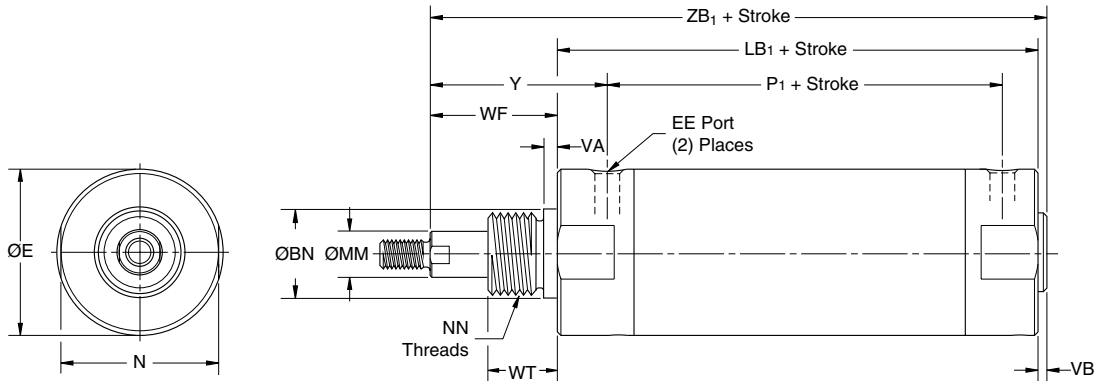 ZB1 + Stroke
LB1 + Stroke
Y
P1 + Stroke
WF
EE Port
(2) Places
VA
ØE
ØBN
ØMM
NN
Threads
N
WT
VB